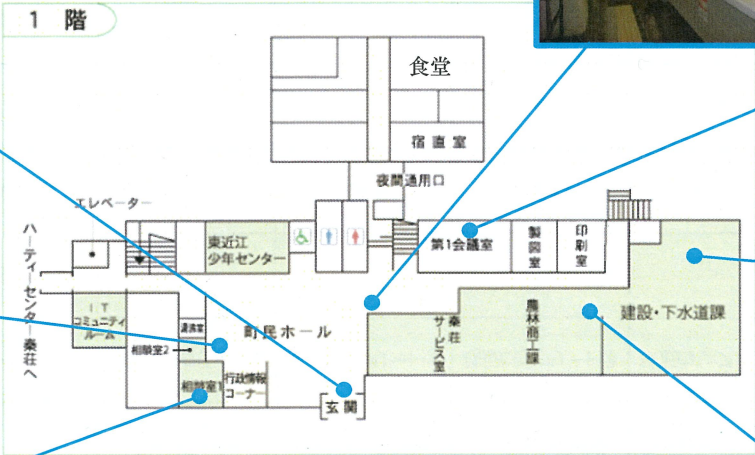 1 階
食堂
宿直室
夜間通用口
エレベーター
ハーティーセンター秦荘へ
東近江
少年センター
第1会議室
製図室
印刷室
IT
コミュニティ
ルーム
湯沸室
相談室2
町民ホール
秦荘
サービス室
農林商工課
建設・下水道課
相談室1
行政情報
コーナー
玄関